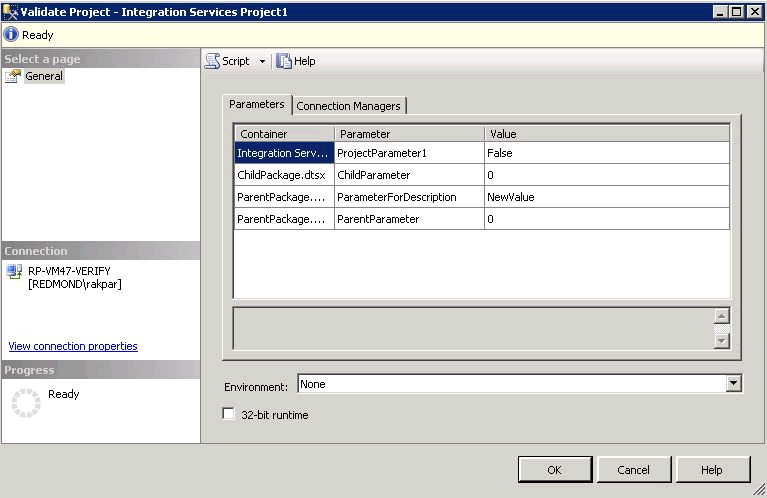 Validate Project - Integration Services Project1
Ready
Select a page
General
Script Help
Parameters Connection Managers
Container Parameter Value
Integration Serv... ProjectParameter1 False
ChildPackage.dtsx ChildParameter 0
ParentPackage.... ParameterForDescription NewValue
ParentPackage.... ParentParameter 0
Connection
RP-VM47-VERIFY
[REDMOND\rakpar]
View connection properties
Progress
Ready
Environment: None
32-bit runtime
OK Cancel Help